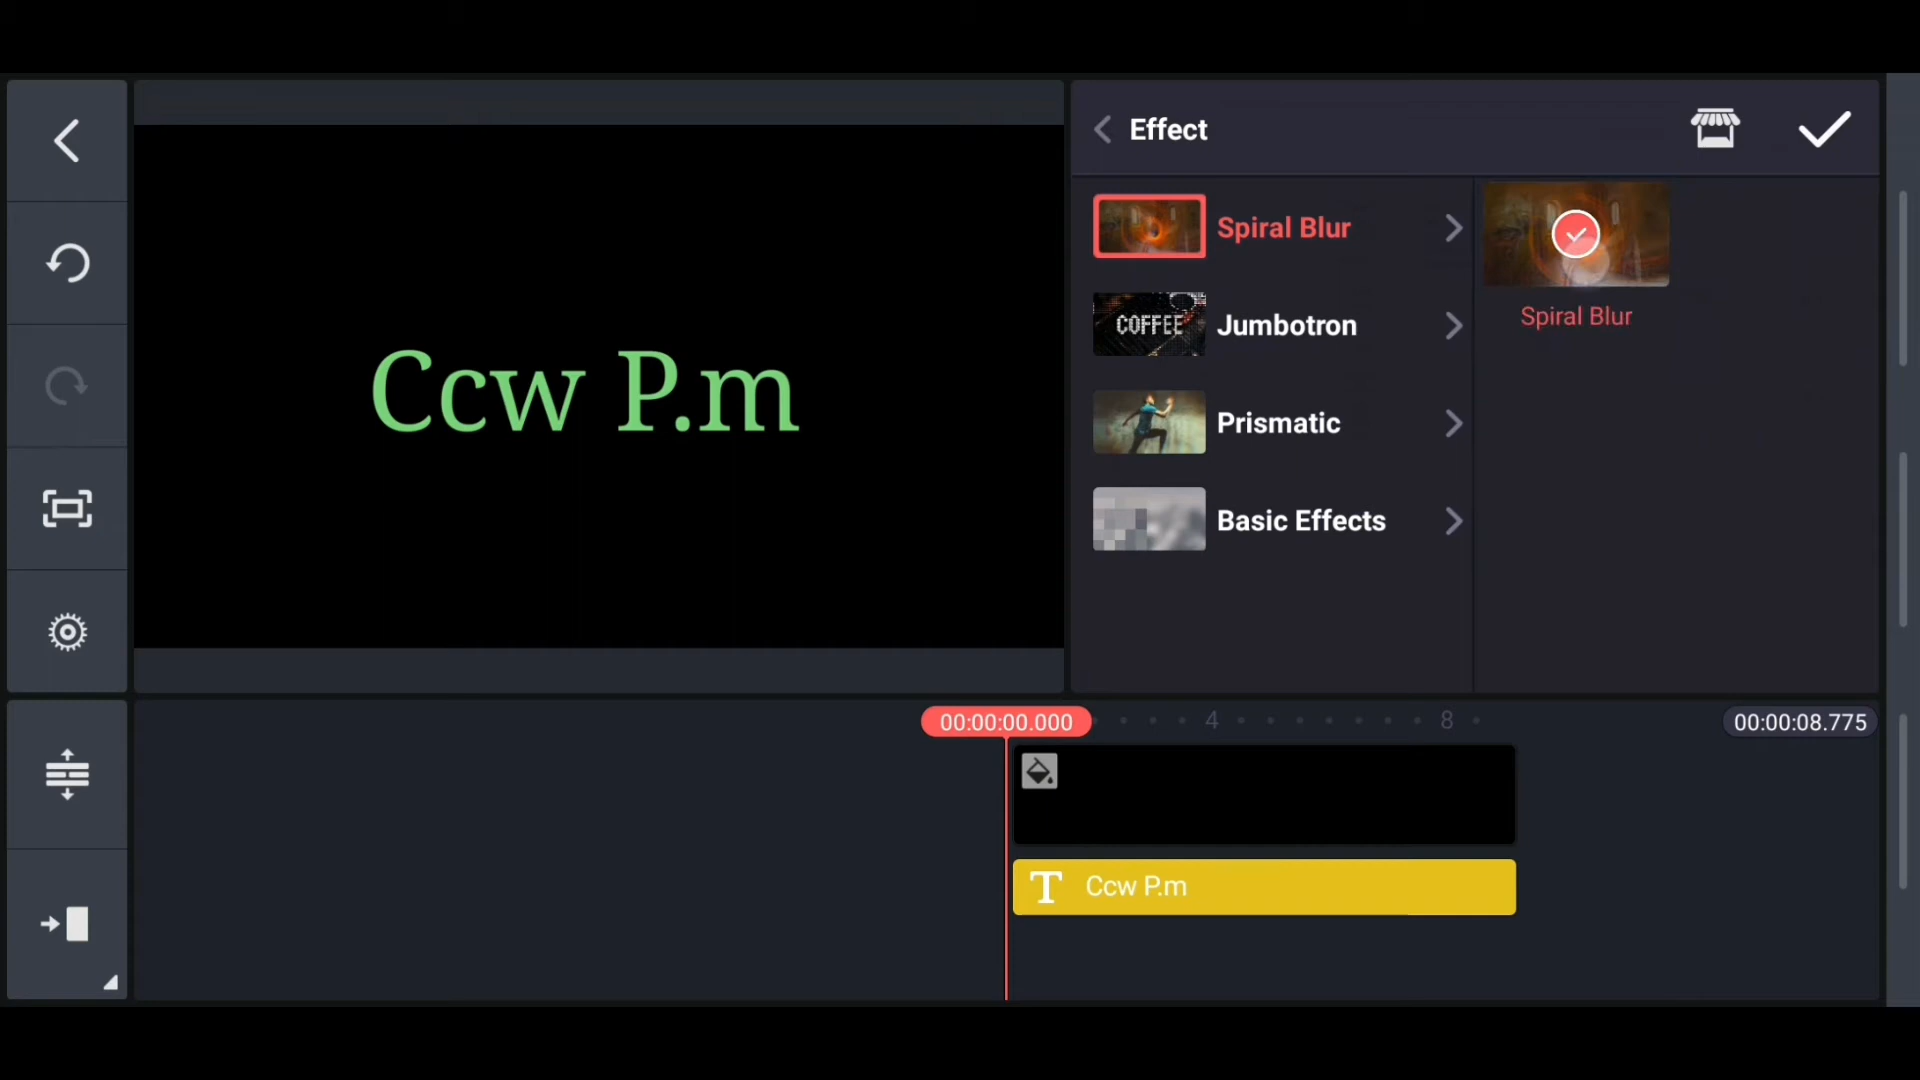 Effect
Spiral Blur
COFFEE
Jumbotron
Prismatic
Basic Effects
Spiral Blur
Ccw P.m
00:00:00.000
4
8
00:00:08.775
T Ccw P.m